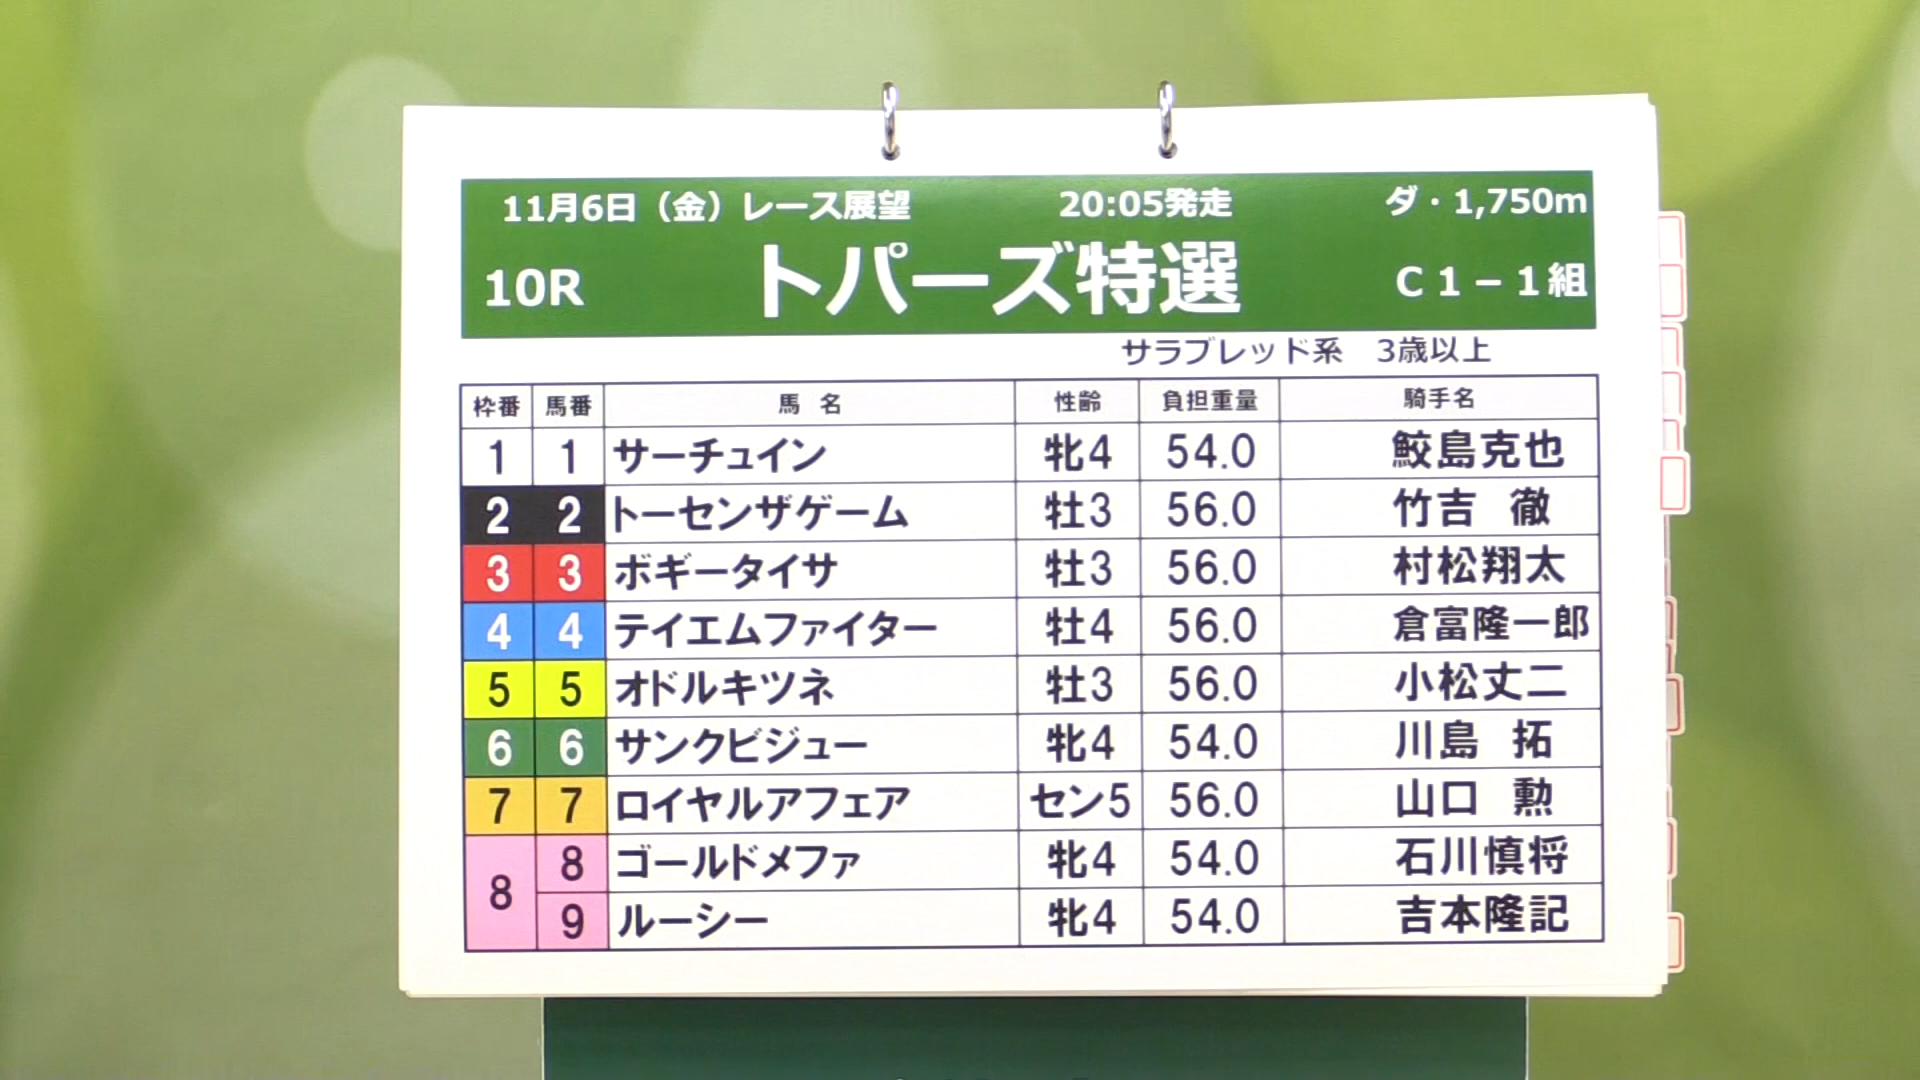 11月6日（金）レース展望 20:05発走 ダ・1,750m
10R トパーズ特選 C1－1組
サラブレッド系 3歳以上
枠番 馬番 馬名 性齢 負担重量 騎手名
1 1 サーチュイン 牝4 54.0 鮫島克也
2 2 トーセンザゲーム 牡3 56.0 竹吉 徹
3 3 ボギータイサ 牡3 56.0 村松翔太
4 4 テイエムファイター 牡4 56.0 倉富隆一郎
5 5 オドルキツネ 牡3 56.0 小松丈二
6 6 サンクビジュー 牝4 54.0 川島 拓
7 7 ロイヤルアフェア セン5 56.0 山口 勲
8 8 ゴールドメファ 牝4 54.0 石川慎将
9 ルーシー 牝4 54.0 吉本隆記